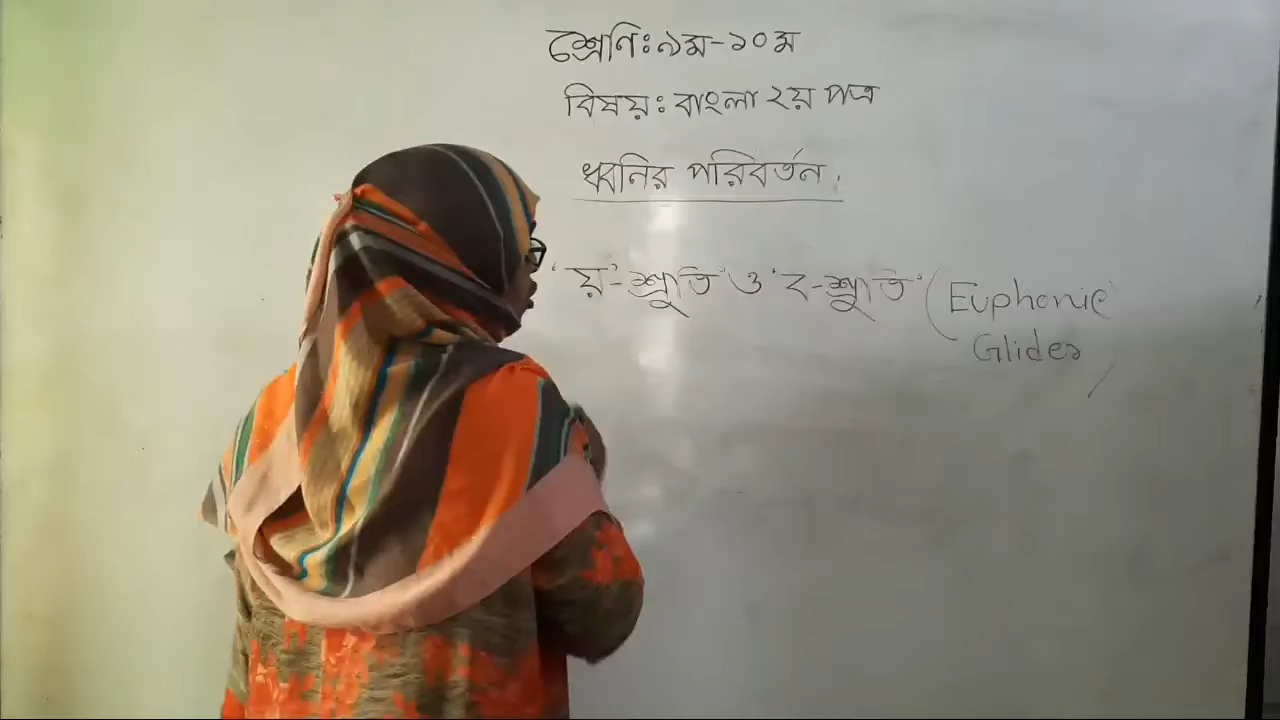 শ্রেণি: ৯ম-১০ম
বিষয়: বাংলা ২য় পত্র
ধ্বনির পরিবর্তন।
'য়'-শ্রুতি ও 'ব-শ্রুতি' (Euphonic
Glides)